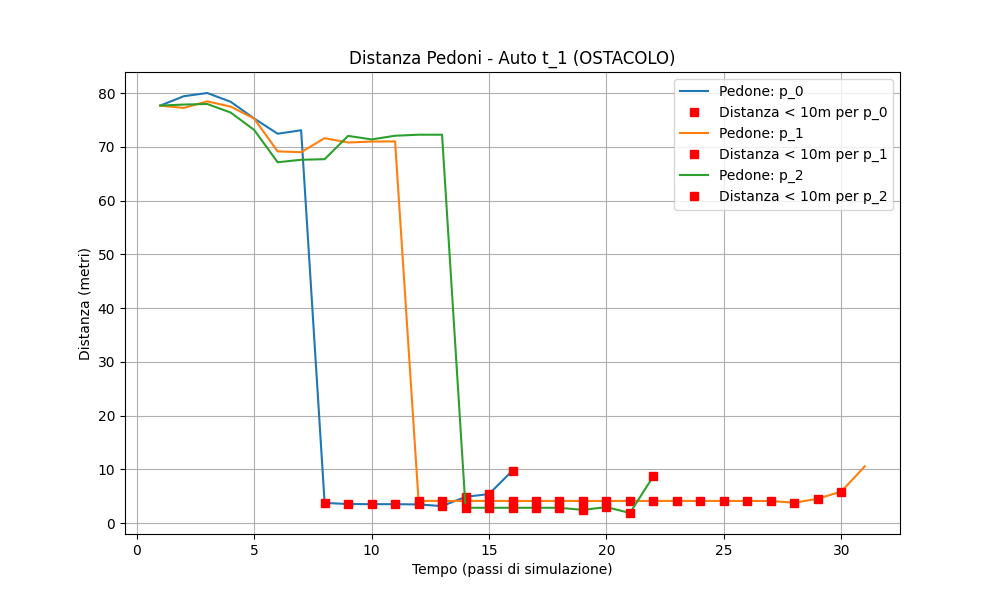 Distanza Pedoni - Auto t_1 (OSTACOLO)
Pedone: p_0
Distanza < 10m per p_0
Pedone: p_1
Distanza < 10m per p_1
Pedone: p_2
Distanza < 10m per p_2
Distanza (metri)
80
70
60
50
40
30
20
10
0
0 5 10 15 20 25 30
Tempo (passi di simulazione)